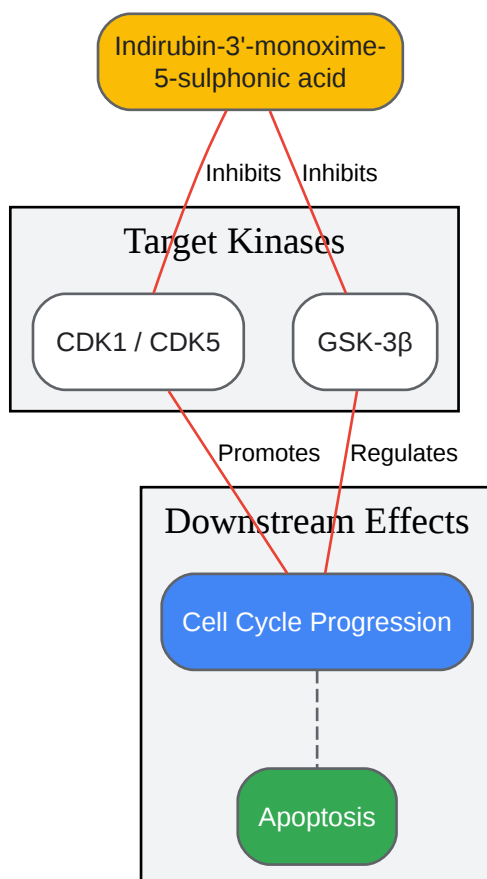 Indirubin-3'-monoxime-
5-sulphonic acid
Inhibits
Inhibits
Target Kinases
CDK1 / CDK5
GSK-3β
Promotes
Regulates
Downstream Effects
Cell Cycle Progression
Apoptosis